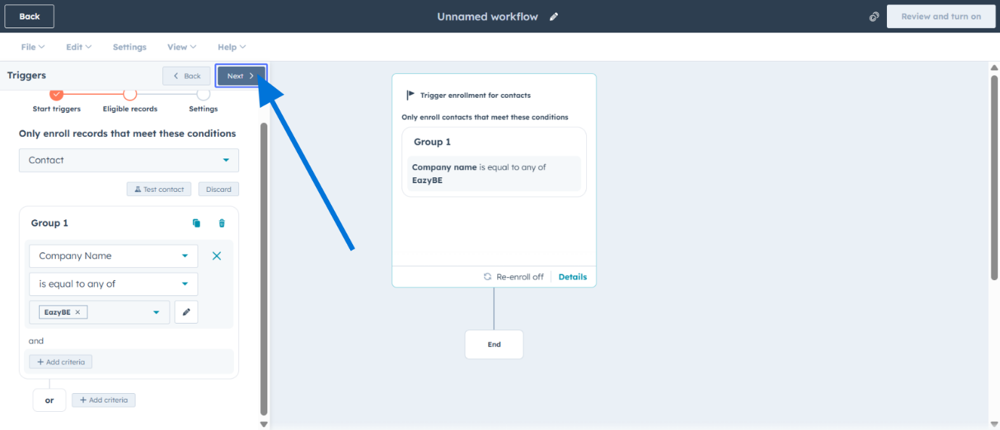 Back
Unnamed workflow
Review and turn on
File
Edit
Settings
View
Help
Triggers
Back
Next
Start triggers
Eligible records
Settings
Only enroll records that meet these conditions
Contact
Test contact
Discard
Group 1
Company Name
is equal to any of
EazyBE ×
and
+ Add criteria
or
+ Add criteria
Trigger enrollment for contacts
Only enroll contacts that meet these conditions
Group 1
Company name is equal to any of
EazyBE
Re-enroll off
Details
End